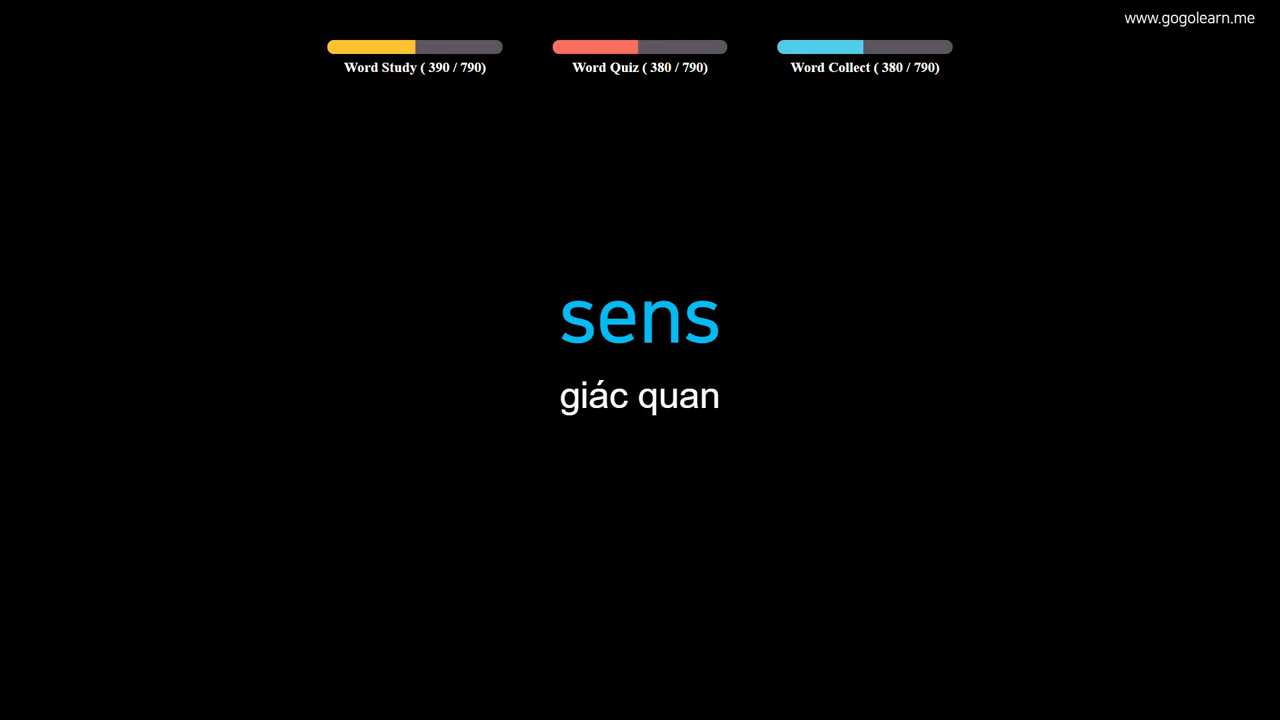 www.gogolearn.me
Word Study ( 390 / 790)
Word Quiz ( 380 / 790)
Word Collect ( 380 / 790)
sens
giác quan